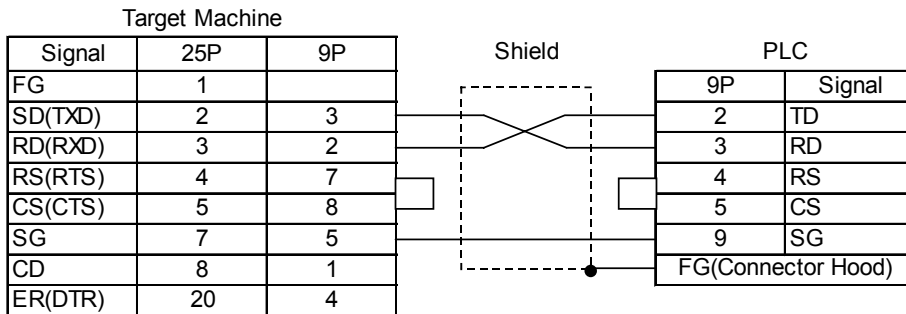 Target Machine
Signal 25P 9P
FG 1
SD(TXD) 2 3
RD(RXD) 3 2
RS(RTS) 4 7
CS(CTS) 5 8
SG 7 5
CD 8 1
ER(DTR) 20 4
Shield
PLC
9P Signal
2 TD
3 RD
4 RS
5 CS
9 SG
FG(Connector Hood)